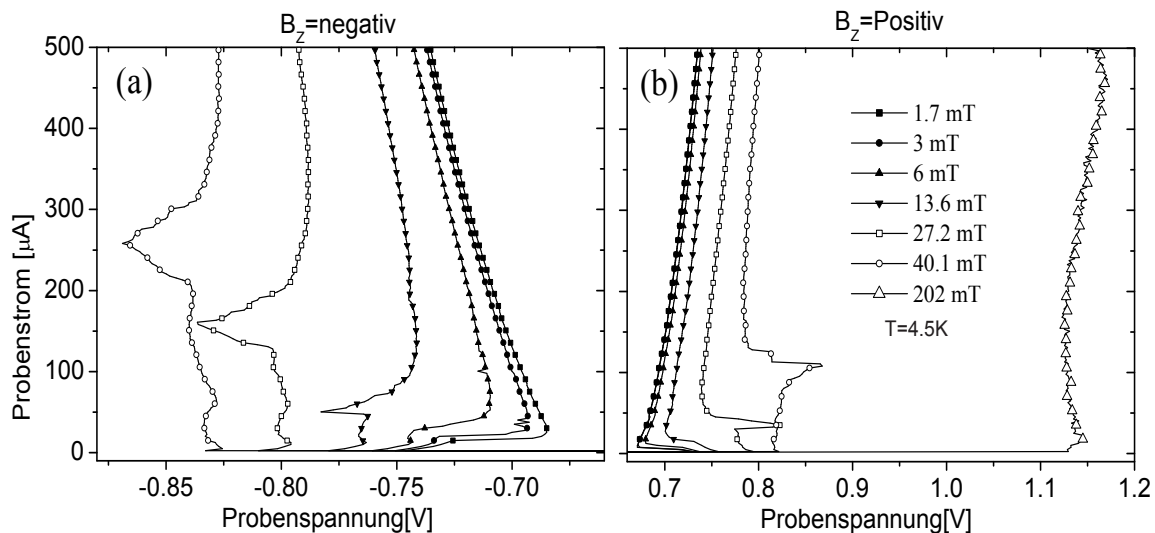 B_Z=negativ
B_Z=Positiv
500
400
300
200
100
0
Probenstrom [µA]
(a)
(b)
1.7 mT
3 mT
6 mT
13.6 mT
27.2 mT
40.1 mT
202 mT
T=4.5K
-0.85 -0.80 -0.75 -0.70
0.7 0.8 0.9 1.0 1.1 1.2
Probenspannung[V]
Probenspannung[V]